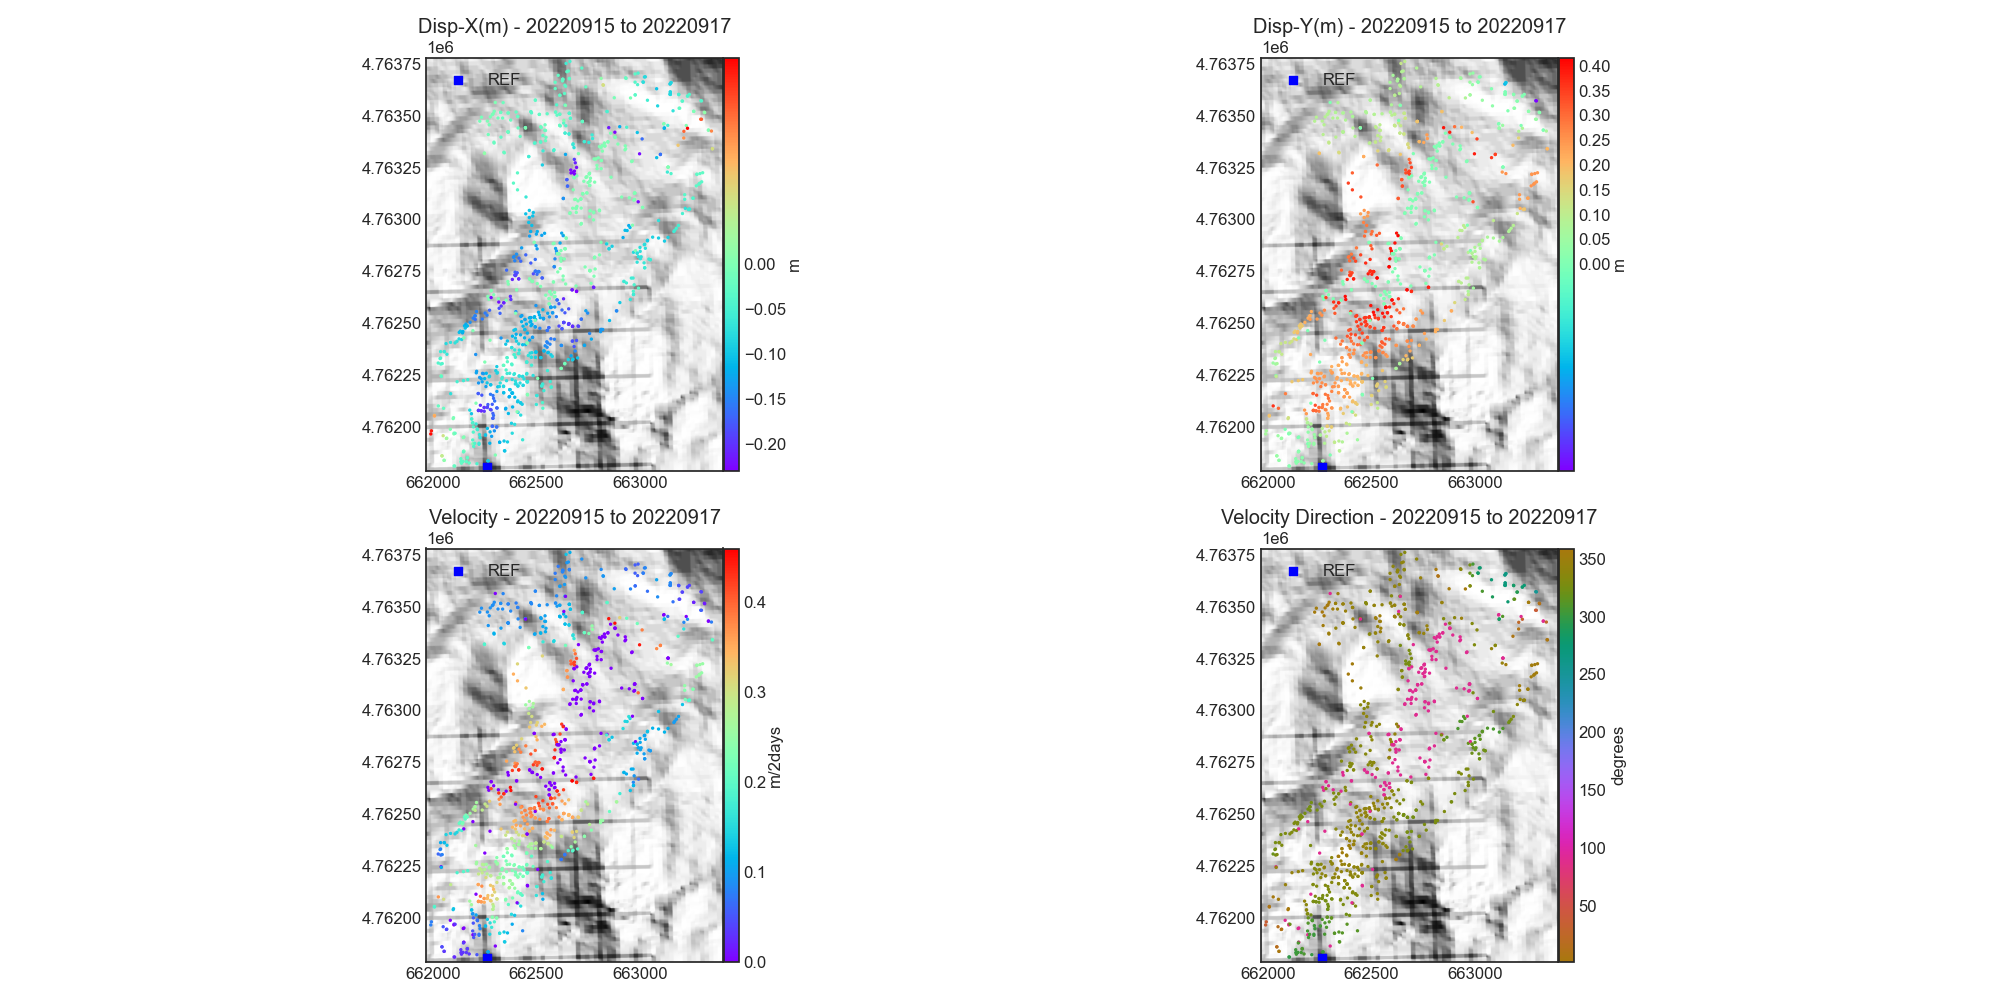 Disp-X(m) - 20220915 to 20220917
1e6
REF
4.76375
4.76350
4.76325
4.76300
4.76275
4.76250
4.76225
4.76200
662000 662500 663000
0.00
−0.05
−0.10
−0.15
−0.20
m
Disp-Y(m) - 20220915 to 20220917
1e6
REF
4.76375
4.76350
4.76325
4.76300
4.76275
4.76250
4.76225
4.76200
662000 662500 663000
0.40
0.35
0.30
0.25
0.20
0.15
0.10
0.05
0.00
m
Velocity - 20220915 to 20220917
1e6
REF
4.76375
4.76350
4.76325
4.76300
4.76275
4.76250
4.76225
4.76200
662000 662500 663000
0.4
0.3
0.2
0.1
0.0
m/2days
Velocity Direction - 20220915 to 20220917
1e6
REF
4.76375
4.76350
4.76325
4.76300
4.76275
4.76250
4.76225
4.76200
662000 662500 663000
350
300
250
200
150
100
50
degrees